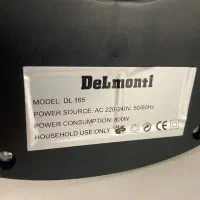 DeLmonti
MODEL: DL 165
POWER SOURCE: AC 220-240V, 50/60Hz
POWER CONSUMPTION: 800W
HOUSEHOLD USE ONLY